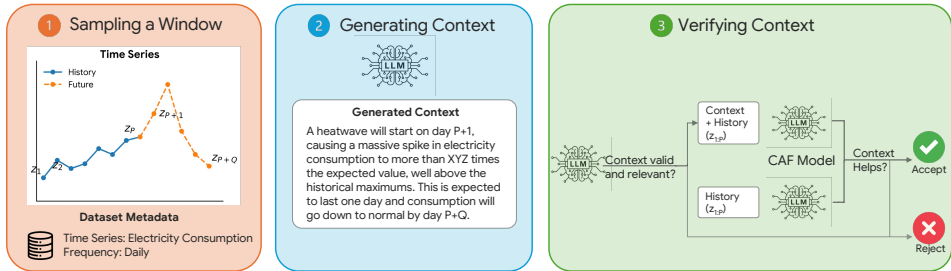 1 Sampling a Window
Time Series
History
Future
z_1
z_2
z_P
z_{P+1}
z_{P+Q}
Dataset Metadata
Time Series: Electricity Consumption
Frequency: Daily
2 Generating Context
LLM
Generated Context
A heatwave will start on day P+1,
causing a massive spike in electricity
consumption to more than XYZ times
the expected value, well above the
historical maximums. This is expected
to last one day and consumption will
go down to normal by day P+Q.
3 Verifying Context
LLM
Context valid
and relevant?
Context
+ History
(z_{1:P})
LLM
CAF Model
History
(z_{1:P})
LLM
Context
Helps?
Accept
Reject